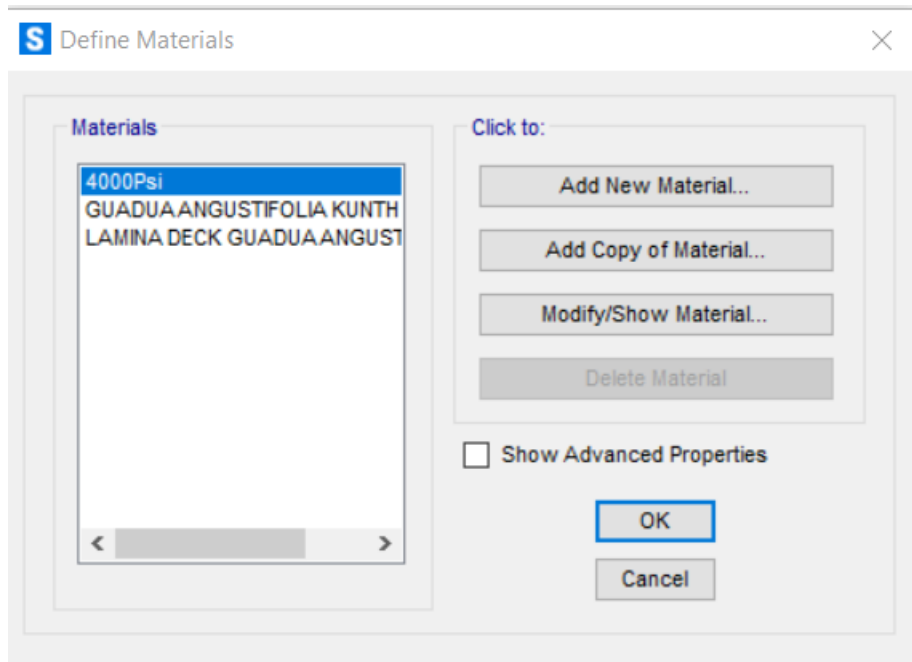 S Define Materials
Materials
4000Psi
GUADUA ANGUSTIFOLIA KUNTH
LAMINA DECK GUADUA ANGUST
Click to:
Add New Material...
Add Copy of Material...
Modify/Show Material...
Delete Material
Show Advanced Properties
OK
Cancel